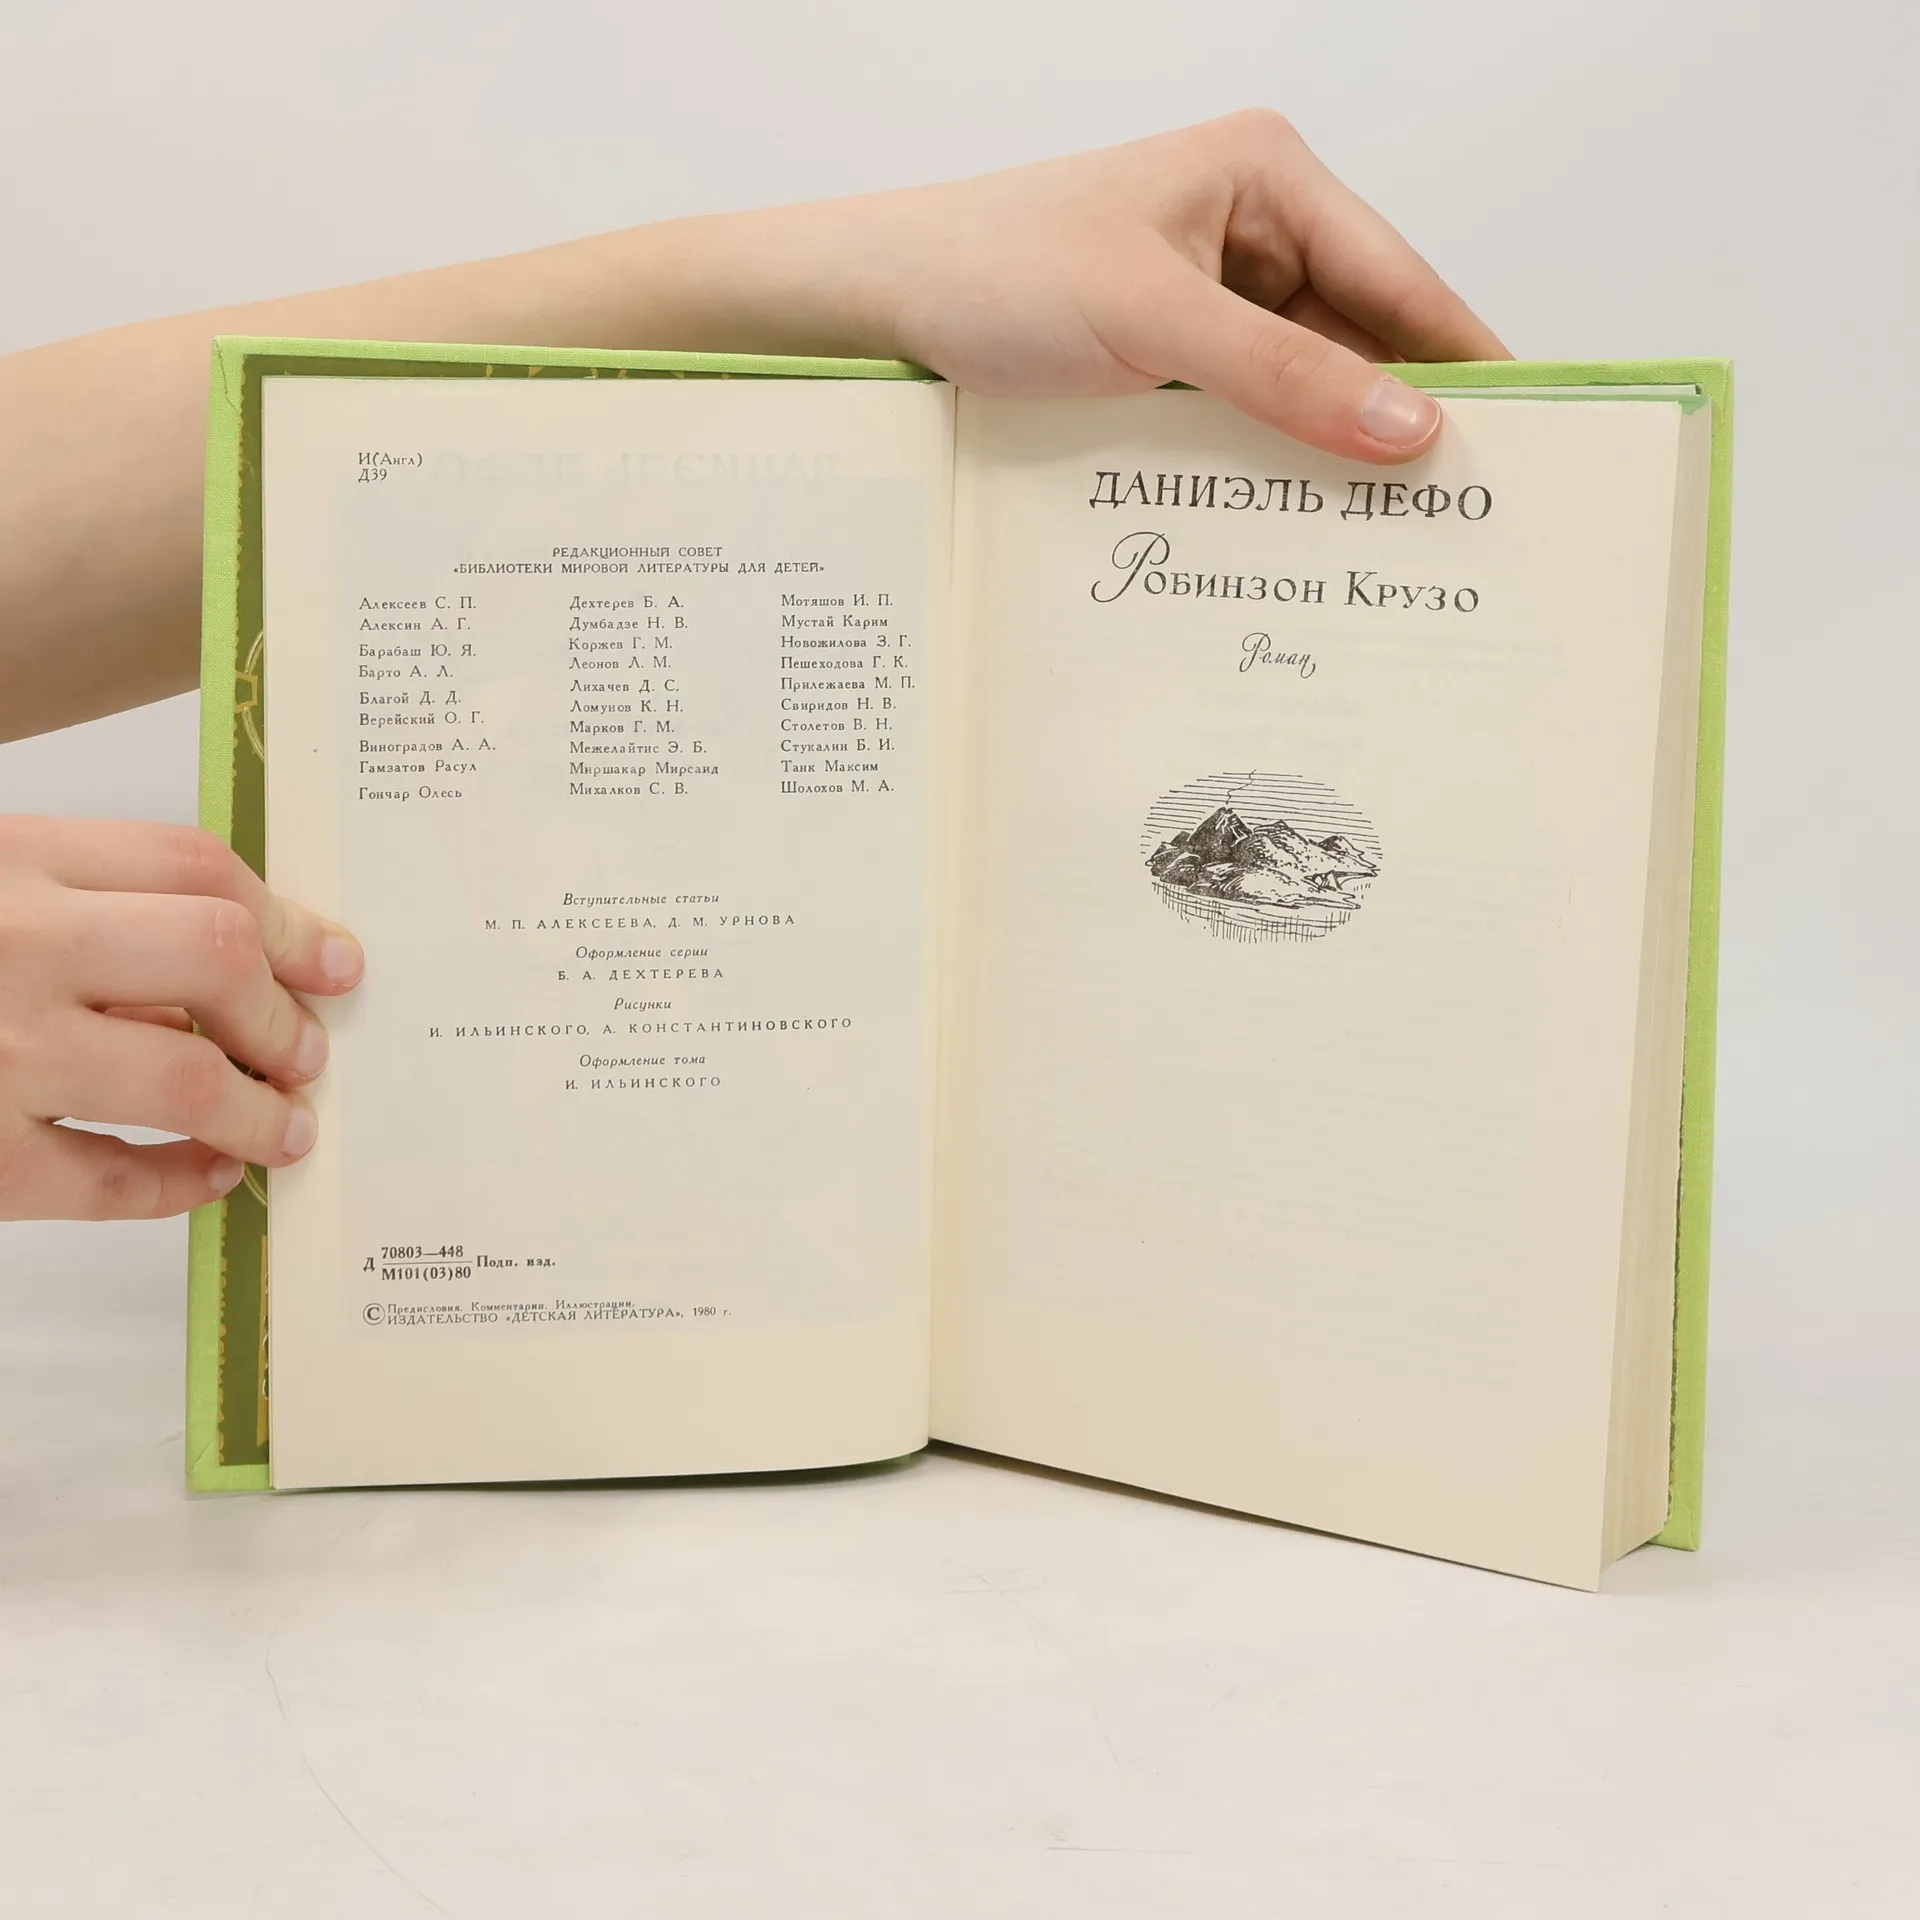 И(Англ)
Д39
РЕДАКЦИОННЫЙ СОВЕТ
«БИБЛИОТЕКИ МИРОВОЙ ЛИТЕРАТУРЫ ДЛЯ ДЕТЕЙ»
Алексеев С. П.
Алексин А. Г.
Барабаш Ю. Я.
Барто А. Л.
Благой Д. Д.
Верейский О. Г.
Виноградов А. А.
Гамзатов Расул
Гончар Олесь
Дехтерев Б. А.
Думбадзе Н. В.
Коржев Г. М.
Леонов Л. М.
Лихачев Д. С.
Ломунов К. Н.
Марков Г. М.
Межелайтис Э. Б.
Миршакар Мирсаид
Михалков С. В.
Мотяшов И. П.
Мустай Карим
Новожилова З. Г.
Пешеходова Г. К.
Прилежаева М. П.
Свиридов Н. В.
Столетов В. Н.
Стукалин Б. И.
Танк Максим
Шолохов М. А.
Вступительные статьи
М. П. АЛЕКСЕЕВА, Д. М. УРНОВА
Оформление серии
Б. А. ДЕХТЕРЕВА
Рисунки
И. ИЛЬИНСКОГО, А. КОНСТАНТИНОВСКОГО
Оформление тома
И. ИЛЬИНСКОГО
Д 70803—448
М101(03)80 Подп. изд.
© Предисловия. Комментарии. Иллюстрации.
ИЗДАТЕЛЬСТВО «ДЕТСКАЯ ЛИТЕРАТУРА», 1980 г.
ДАНИЭЛЬ ДЕФО
Робинзон Крузо
Роман